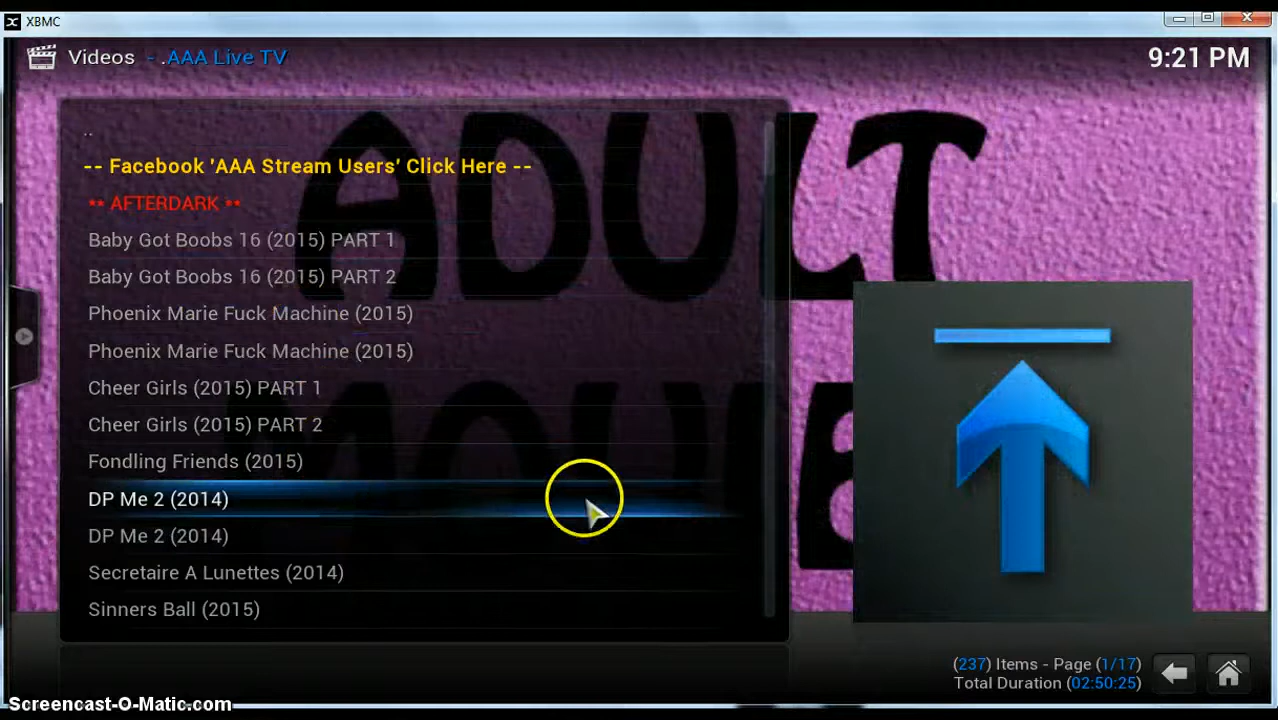 XBMC
Videos - .AAA Live TV
9:21 PM
ADULT
..
-- Facebook 'AAA Stream Users' Click Here --
** AFTERDARK **
Baby Got Boobs 16 (2015) PART 1
Baby Got Boobs 16 (2015) PART 2
Phoenix Marie Fuck Machine (2015)
Phoenix Marie Fuck Machine (2015)
Cheer Girls (2015) PART 1
Cheer Girls (2015) PART 2
Fondling Friends (2015)
DP Me 2 (2014)
DP Me 2 (2014)
Secretaire A Lunettes (2014)
Sinners Ball (2015)
(237) Items - Page (1/17)
Total Duration (02:50:25)
Screencast-O-Matic.com